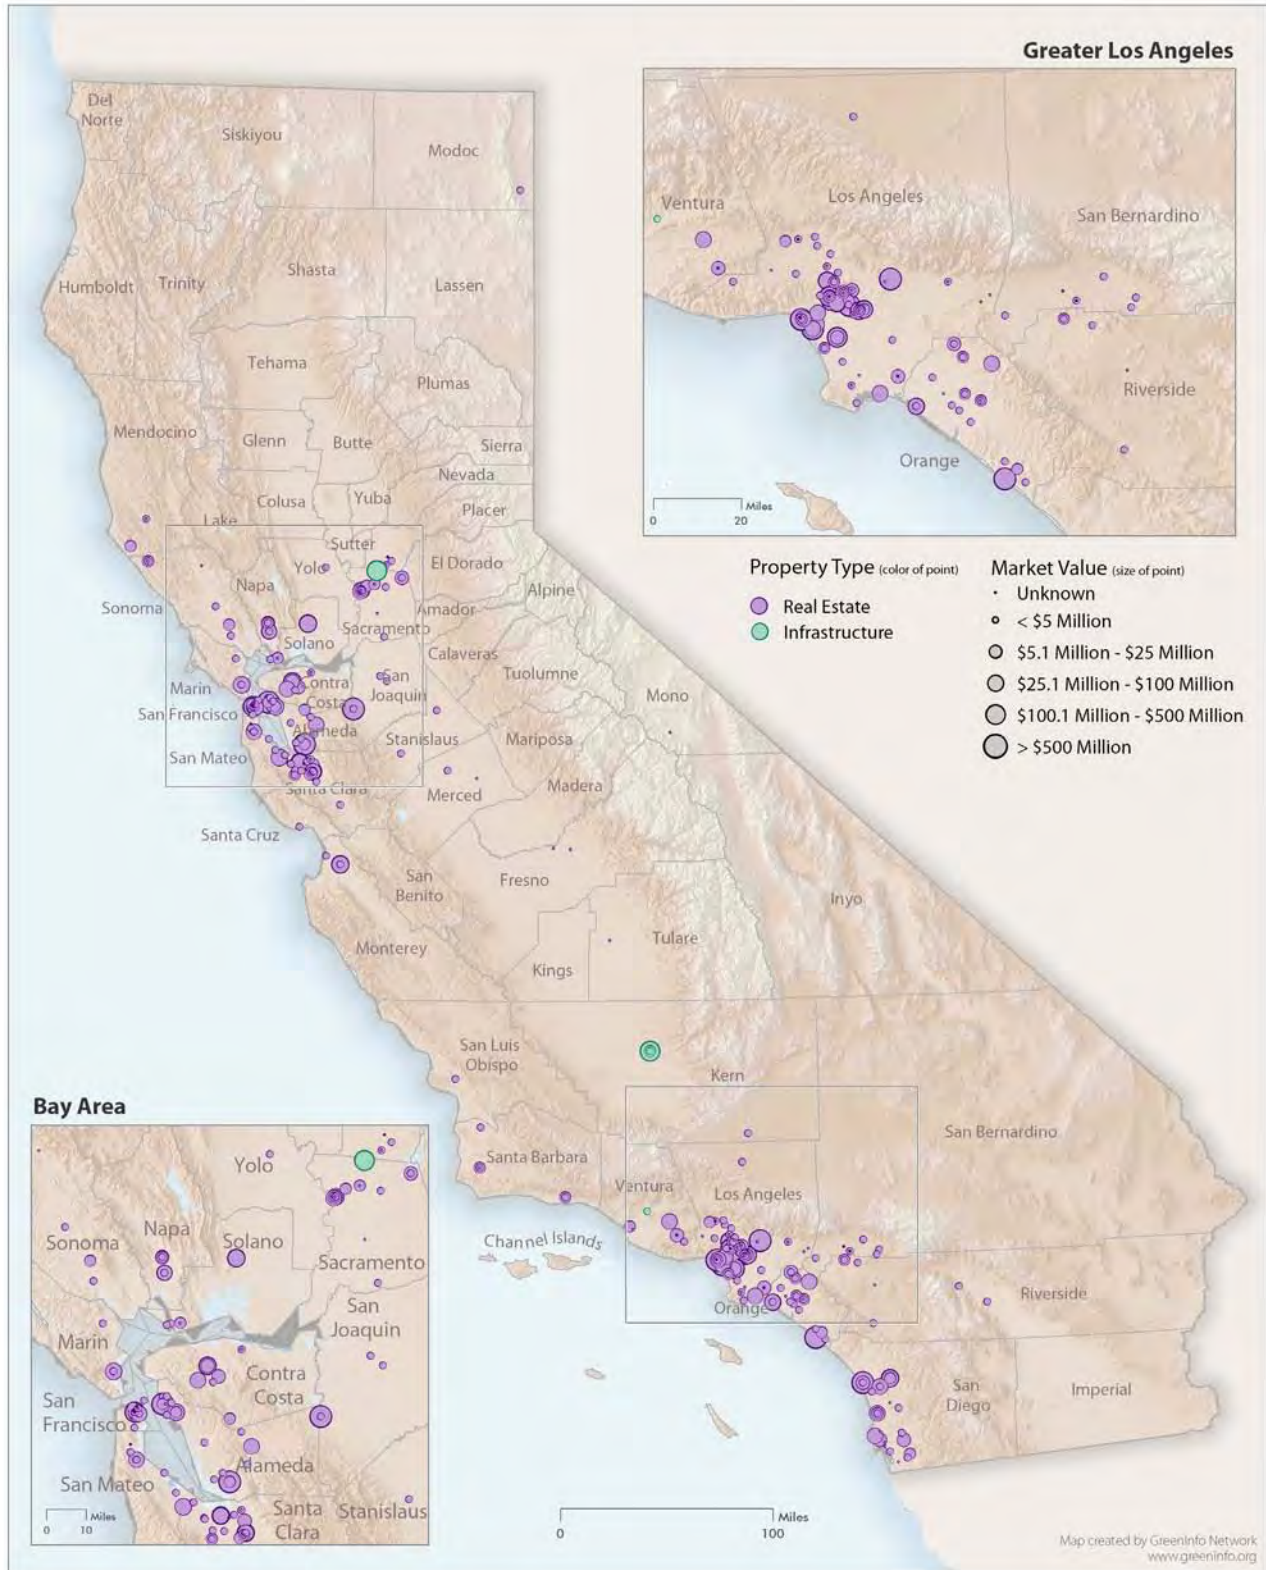 Greater Los Angeles
Ventura
Los Angeles
San Bernardino
Riverside
Orange
Miles
0 20
Property Type (color of point)
Real Estate
Infrastructure
Market Value (size of point)
Unknown
< $5 Million
$5.1 Million - $25 Million
$25.1 Million - $100 Million
$100.1 Million - $500 Million
> $500 Million
Del
Norte
Siskiyou
Modoc
Humboldt
Trinity
Shasta
Lassen
Tehama
Plumas
Mendocino
Glenn
Butte
Sierra
Nevada
Colusa
Yuba
Placer
Lake
Sutter
Yolo
El Dorado
Napa
Alpine
Sonoma
Amador
Sacramento
Solano
Calaveras
Tuolumne
Marin
Contra
Costa
San
Joaquin
Mono
San Francisco
Alameda
Stanislaus
Mariposa
San Mateo
Santa Clara
Merced
Madera
Santa Cruz
San
Benito
Fresno
Inyo
Monterey
Tulare
Kings
San Luis
Obispo
Kern
San Bernardino
Santa Barbara
Ventura
Los Angeles
Channel Islands
Orange
Riverside
San
Diego
Imperial
Bay Area
Yolo
Sonoma
Napa
Solano
Sacramento
San
Joaquin
Marin
Contra
Costa
San
Francisco
Alameda
San Mateo
Santa
Clara
Stanislaus
Miles
0 10
Miles
0 100
Map created by GreenInfo Network
www.greeninfo.org